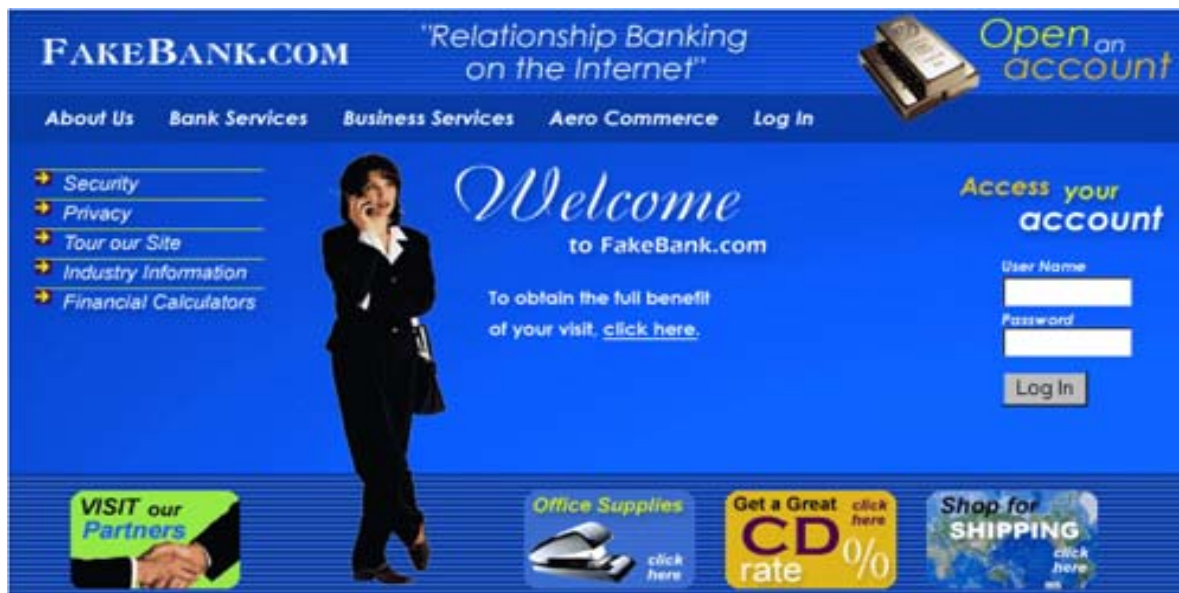 FAKEBANK.COM
"Relationship Banking
on the Internet"
Open an
account
About Us Bank Services Business Services Aero Commerce Log In
Security
Privacy
Tour our Site
Industry Information
Financial Calculators
Welcome
to FakeBank.com
To obtain the full benefit
of your visit, click here.
Access your
account
User Name
Password
Log In
VISIT our
Partners
Office Supplies
click
here
Get a Great click
here
CD
rate %
Shop for
SHIPPING
click
here